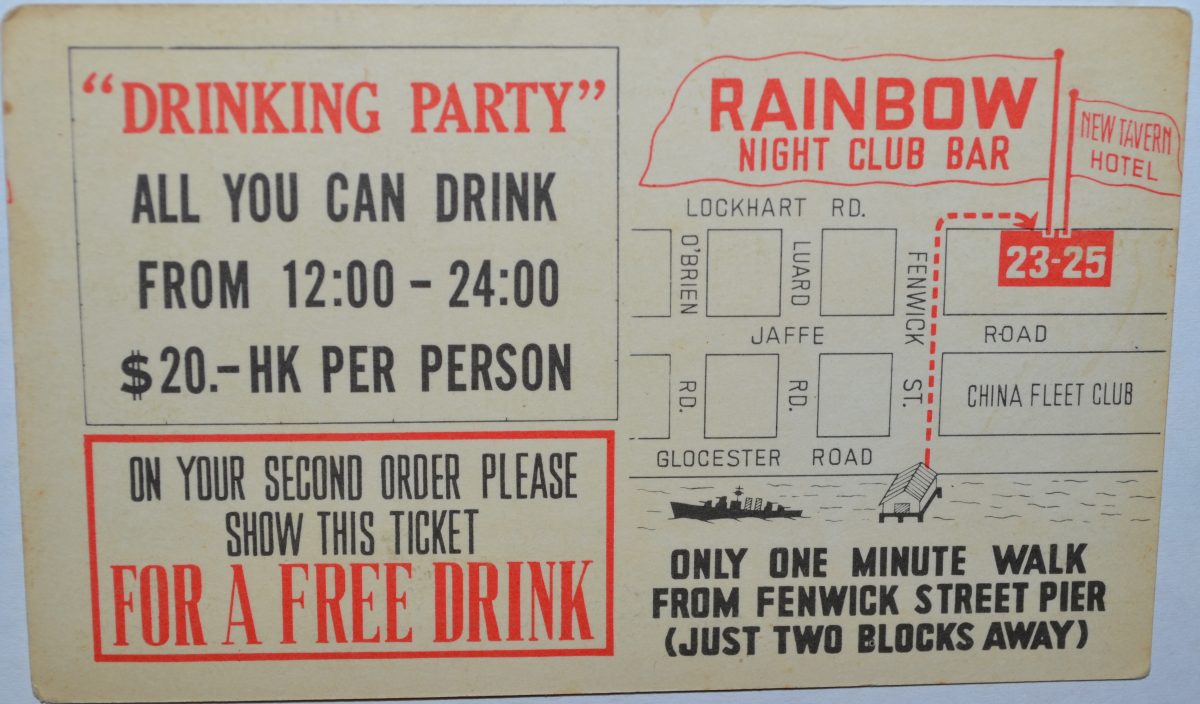 “DRINKING PARTY”
ALL YOU CAN DRINK
FROM 12:00 - 24:00
$20.- HK PER PERSON
ON YOUR SECOND ORDER PLEASE
SHOW THIS TICKET
FOR A FREE DRINK
RAINBOW
NIGHT CLUB BAR
NEW TAVERN
HOTEL
LOCKHART RD.
23-25
O'BRIEN
RD.
LUARD
RD.
FENWICK
ST.
JAFFE
ROAD
CHINA FLEET CLUB
GLOCESTER ROAD
ONLY ONE MINUTE WALK
FROM FENWICK STREET PIER
(JUST TWO BLOCKS AWAY)